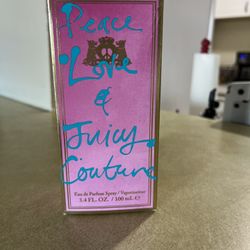 Peace
Love
&
Juicy
Couture
Eau de Parfum Spray / Vaporisateur
3.4 FL. OZ. / 100 mL ℮